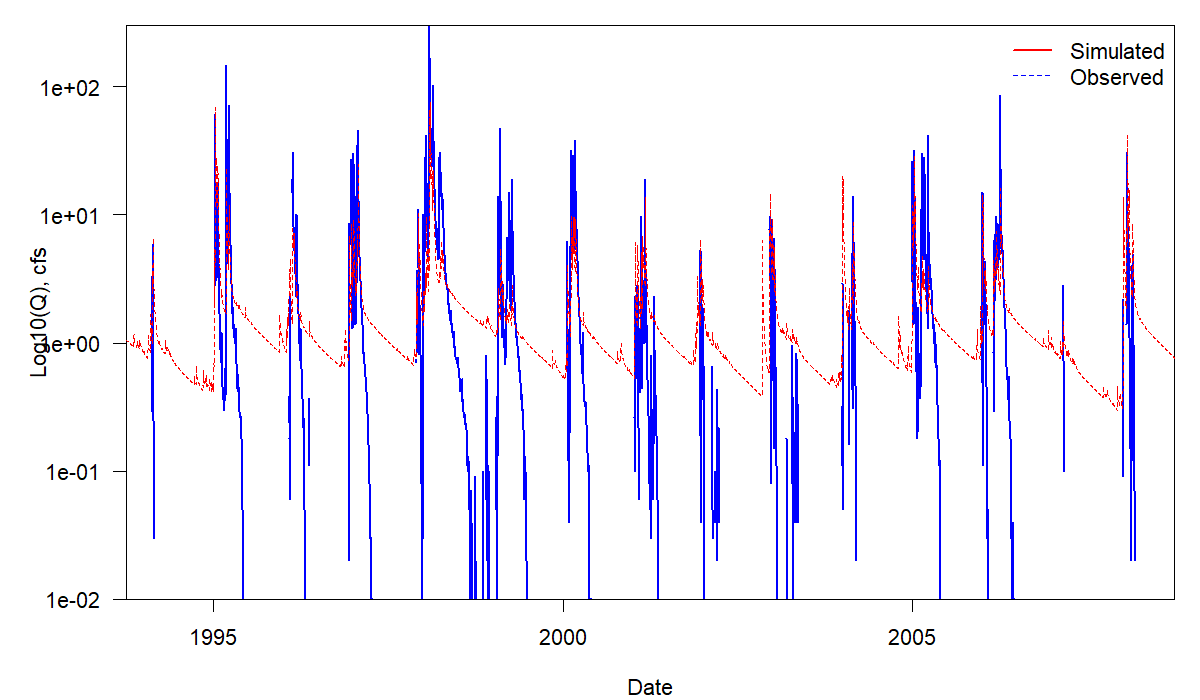 Simulated
Observed
1e+02
1e+01
1e+00
1e-01
1e-02
Log10(Q), cfs
1995
2000
2005
Date